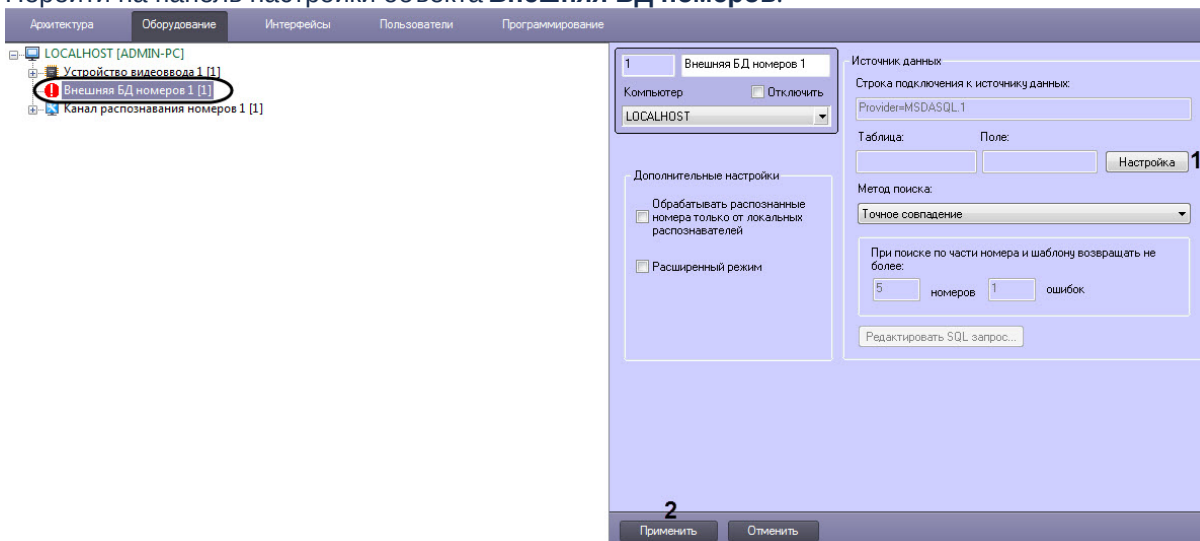 Перейти на панель настройки объекта Внешняя БД номеров.
Архитектура Оборудование Интерфейсы Пользователи Программирование
LOCALHOST [ADMIN-PC]
Устройство видеоввода 1 [1]
Внешняя БД номеров 1 [1]
Канал распознавания номеров 1 [1]
1 Внешняя БД номеров 1
Компьютер Отключить
LOCALHOST
Дополнительные настройки
Обрабатывать распознанные
номера только от локальных
распознавателей
Расширенный режим
Источник данных
Строка подключения к источнику данных:
Provider=MSDASQL.1
Таблица: Поле:
Настройка 1
Метод поиска:
Точное совпадение
При поиске по части номера и шаблону возвращать не
более:
5 номеров 1 ошибок
Редактировать SQL запрос...
2
Применить Отменить